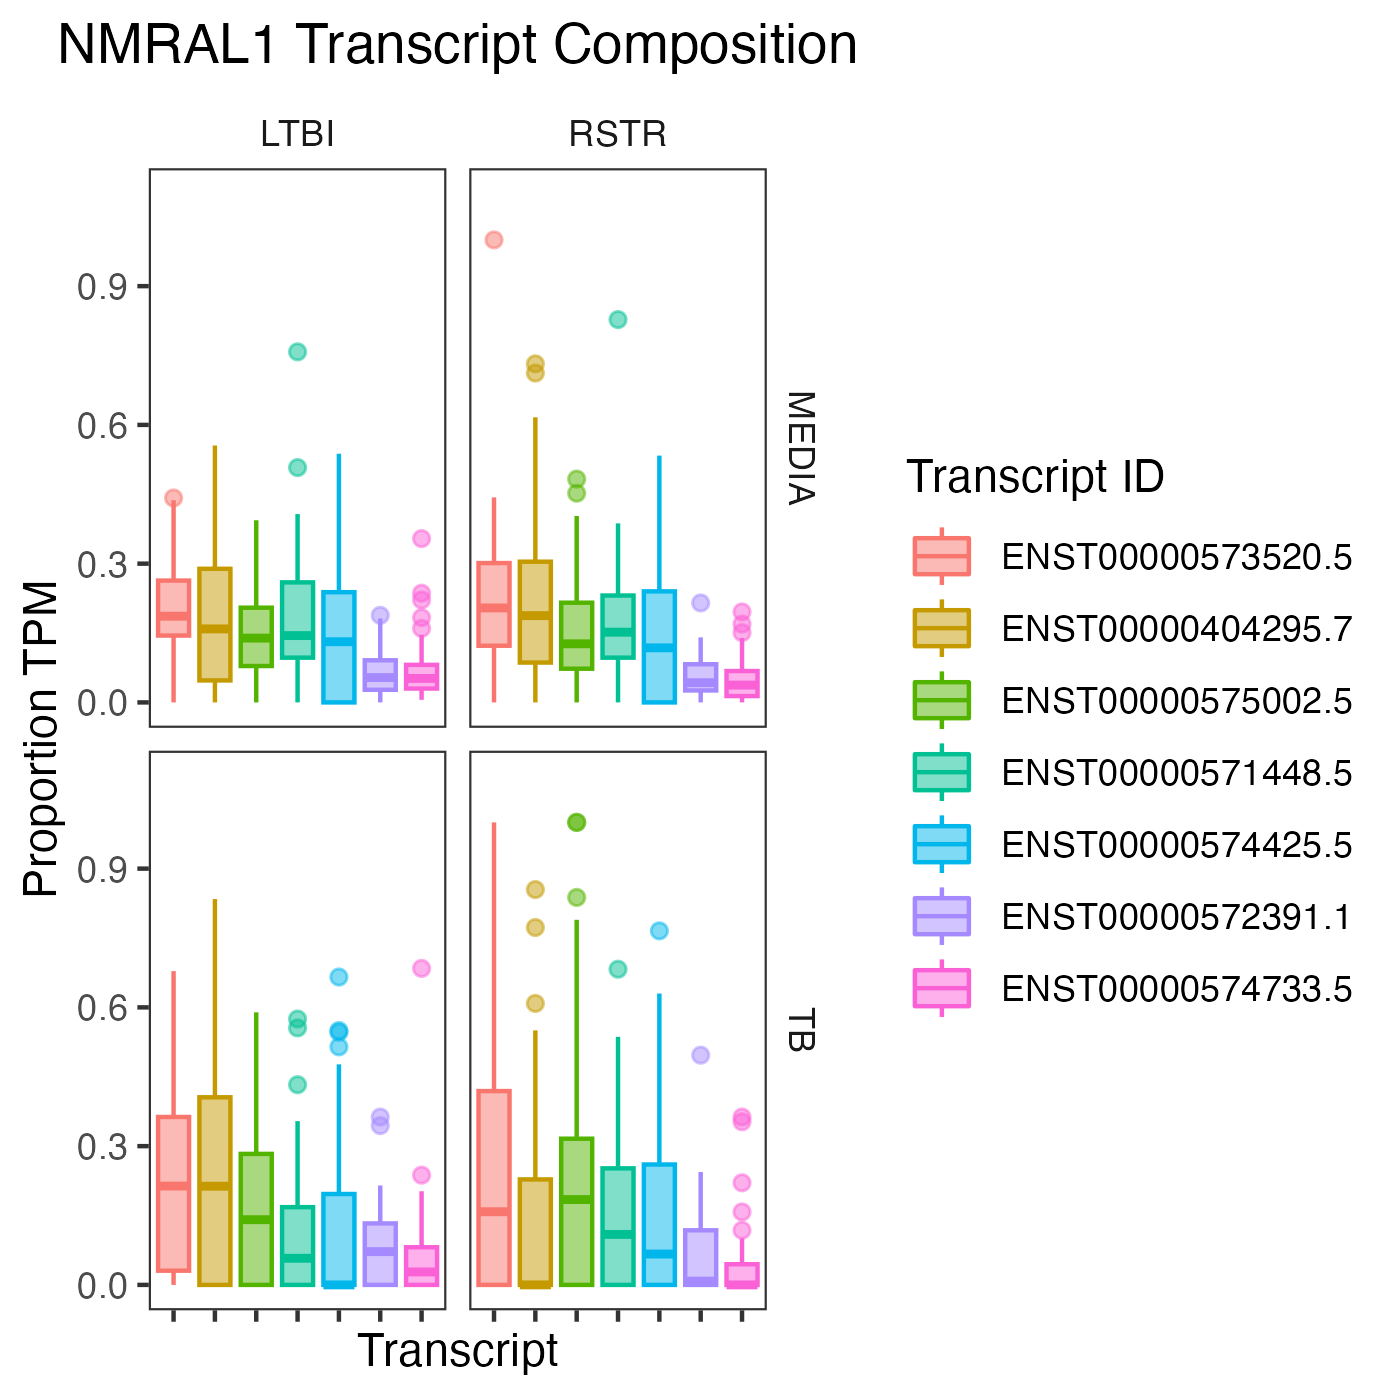 NMRAL1 Transcript Composition
LTBI
RSTR
0.9
0.6
0.3
0.0
MEDIA
0.9
0.6
0.3
0.0
TB
Proportion TPM
Transcript
Transcript ID
ENST00000573520.5
ENST00000404295.7
ENST00000575002.5
ENST00000571448.5
ENST00000574425.5
ENST00000572391.1
ENST00000574733.5